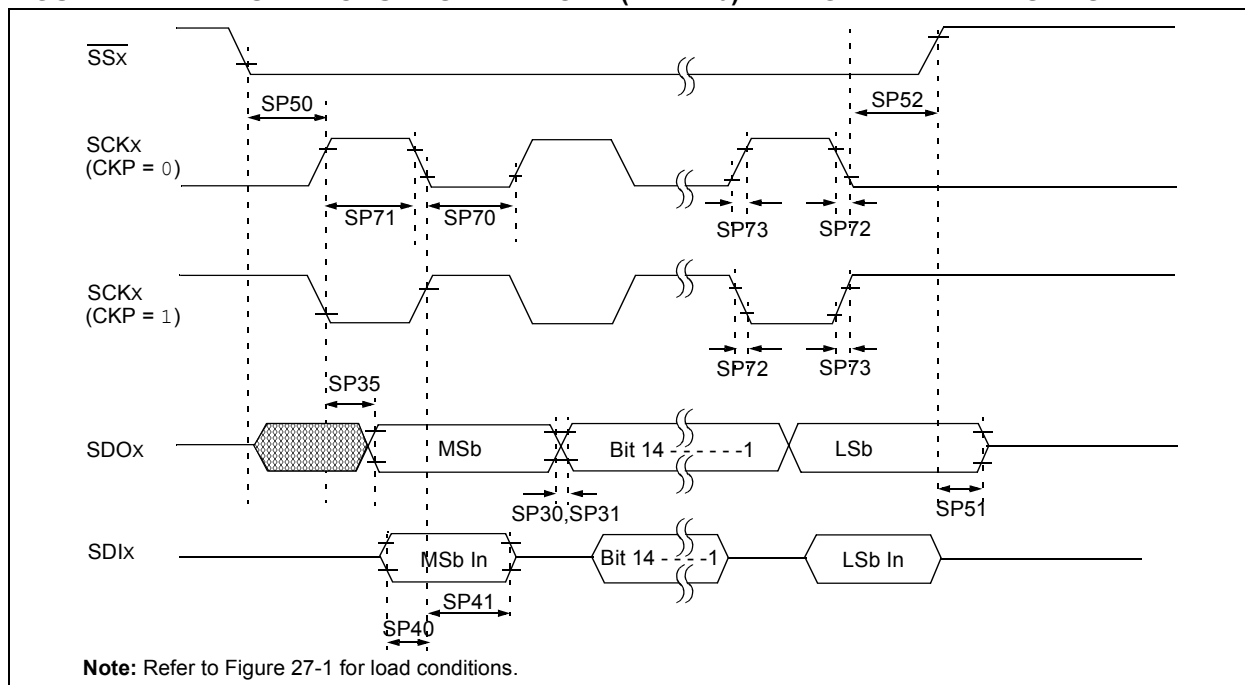 SSx
SP50
SP52
SCKx
(CKP = 0)
SP71
SP70
SP73
SP72
SCKx
(CKP = 1)
SP72
SP73
SP35
SDOx
MSb
Bit 14 - - - - - -1
LSb
SP30,SP31
SP51
SDIx
MSb In
Bit 14 - - - -1
LSb In
SP41
SP40
Note: Refer to Figure 27-1 for load conditions.